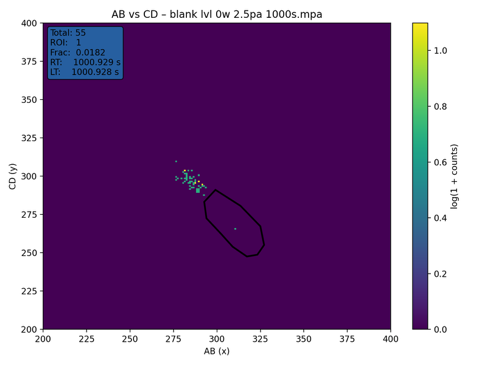 AB vs CD – blank lvl 0w 2.5pa 1000s.mpa
Total: 55
ROI: 1
Frac: 0.0182
RT: 1000.929 s
LT: 1000.928 s
400
375
350
325
300
275
250
225
200
CD (y)
200
225
250
275
300
325
350
375
400
AB (x)
1.0
0.8
0.6
0.4
0.2
0.0
log(1 + counts)